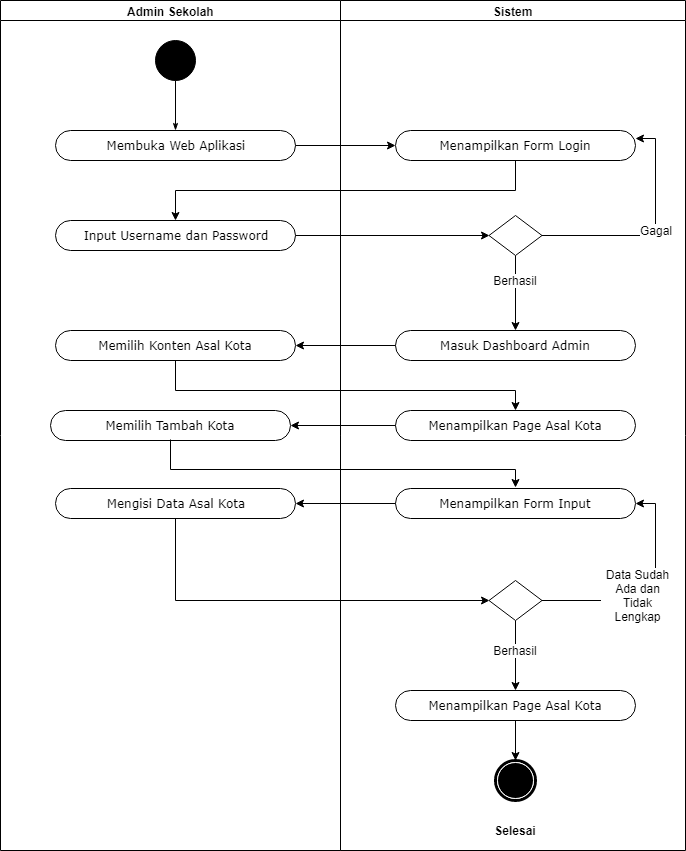 Admin Sekolah
Sistem
Membuka Web Aplikasi
Menampilkan Form Login
Input Username dan Password
Gagal
Berhasil
Memilih Konten Asal Kota
Masuk Dashboard Admin
Memilih Tambah Kota
Menampilkan Page Asal Kota
Mengisi Data Asal Kota
Menampilkan Form Input
Data Sudah
Ada dan
Tidak
Lengkap
Berhasil
Menampilkan Page Asal Kota
Selesai